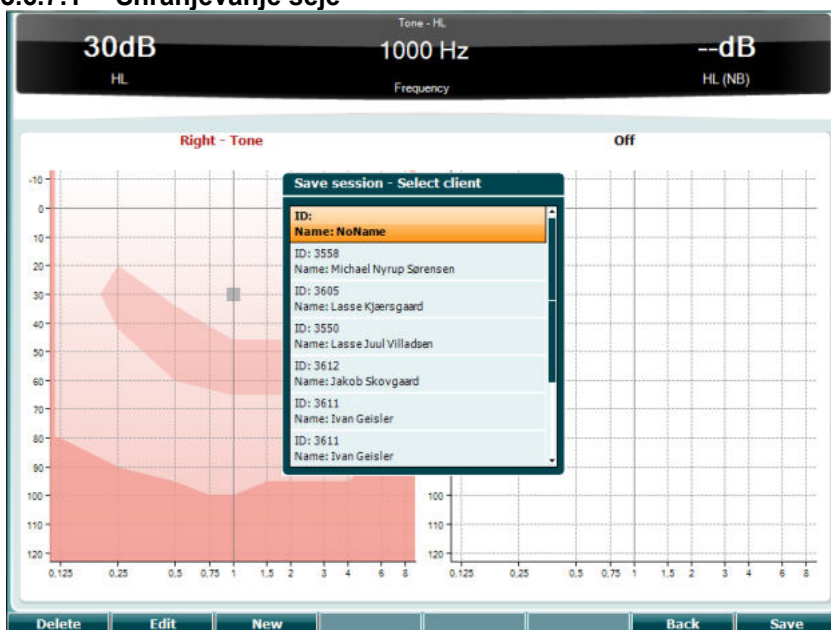 Shranjevanje seje
Tone - HL
30dB
1000 Hz
--dB
HL
HL (NB)
Frequency
Right - Tone
Off
Save session - Select client
ID:
Name: NoName
ID: 3558
Name: Michael Nyrup Sørensen
ID: 3605
Name: Lasse Kjærsgaard
ID: 3550
Name: Lasse Juul Villadsen
ID: 3612
Name: Jakob Skovgaard
ID: 3611
Name: Ivan Geisler
ID: 3611
Name: Ivan Geisler
-10
0
10
20
30
40
50
60
70
80
90
100
110
120
100
110
120
0,125 0,25 0,5 0,75 1 1,5 2 3 4 6 8
0,125 0,25 0,5 0,75 1 1,5 2 3 4 6 8
Delete Edit New Back Save